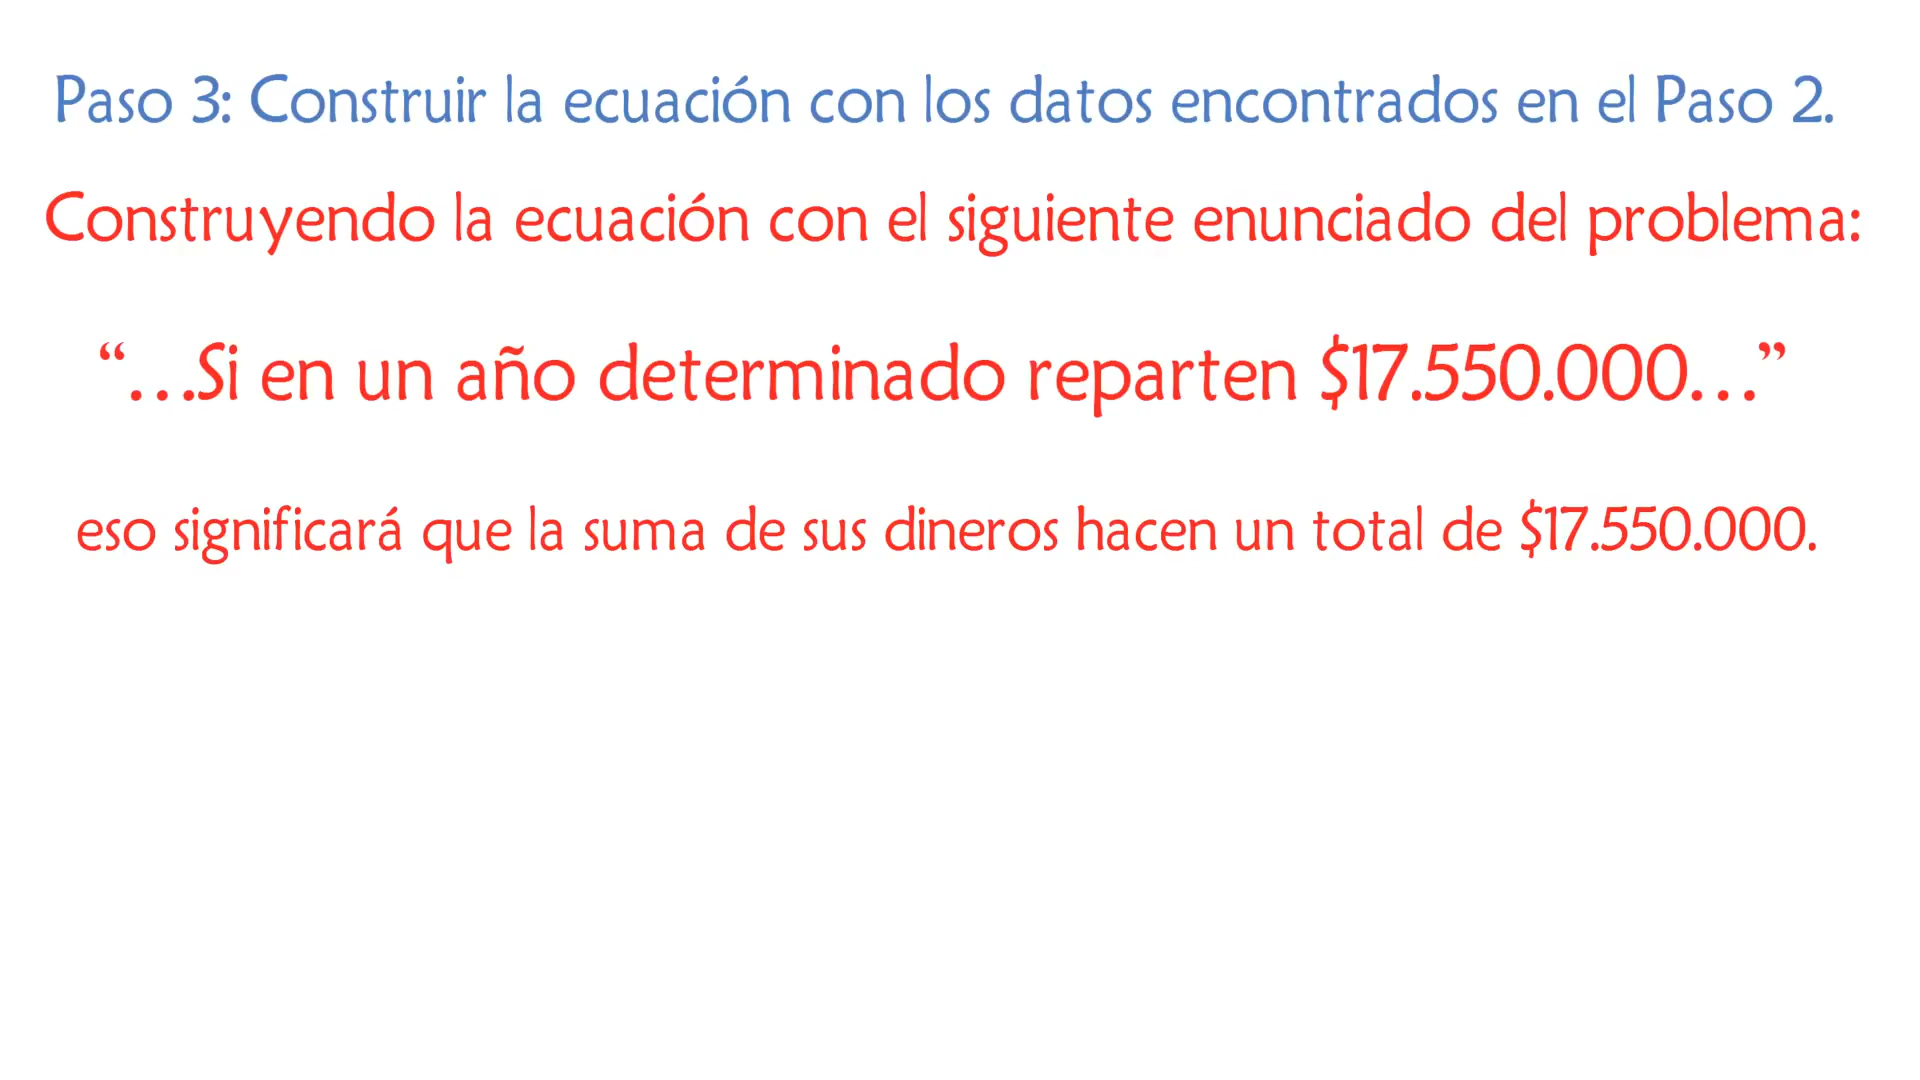 Paso 3: Construir la ecuación con los datos encontrados en el Paso 2.
Construyendo la ecuación con el siguiente enunciado del problema:
“…Si en un año determinado reparten $17.550.000…”
eso significará que la suma de sus dineros hacen un total de $17.550.000.